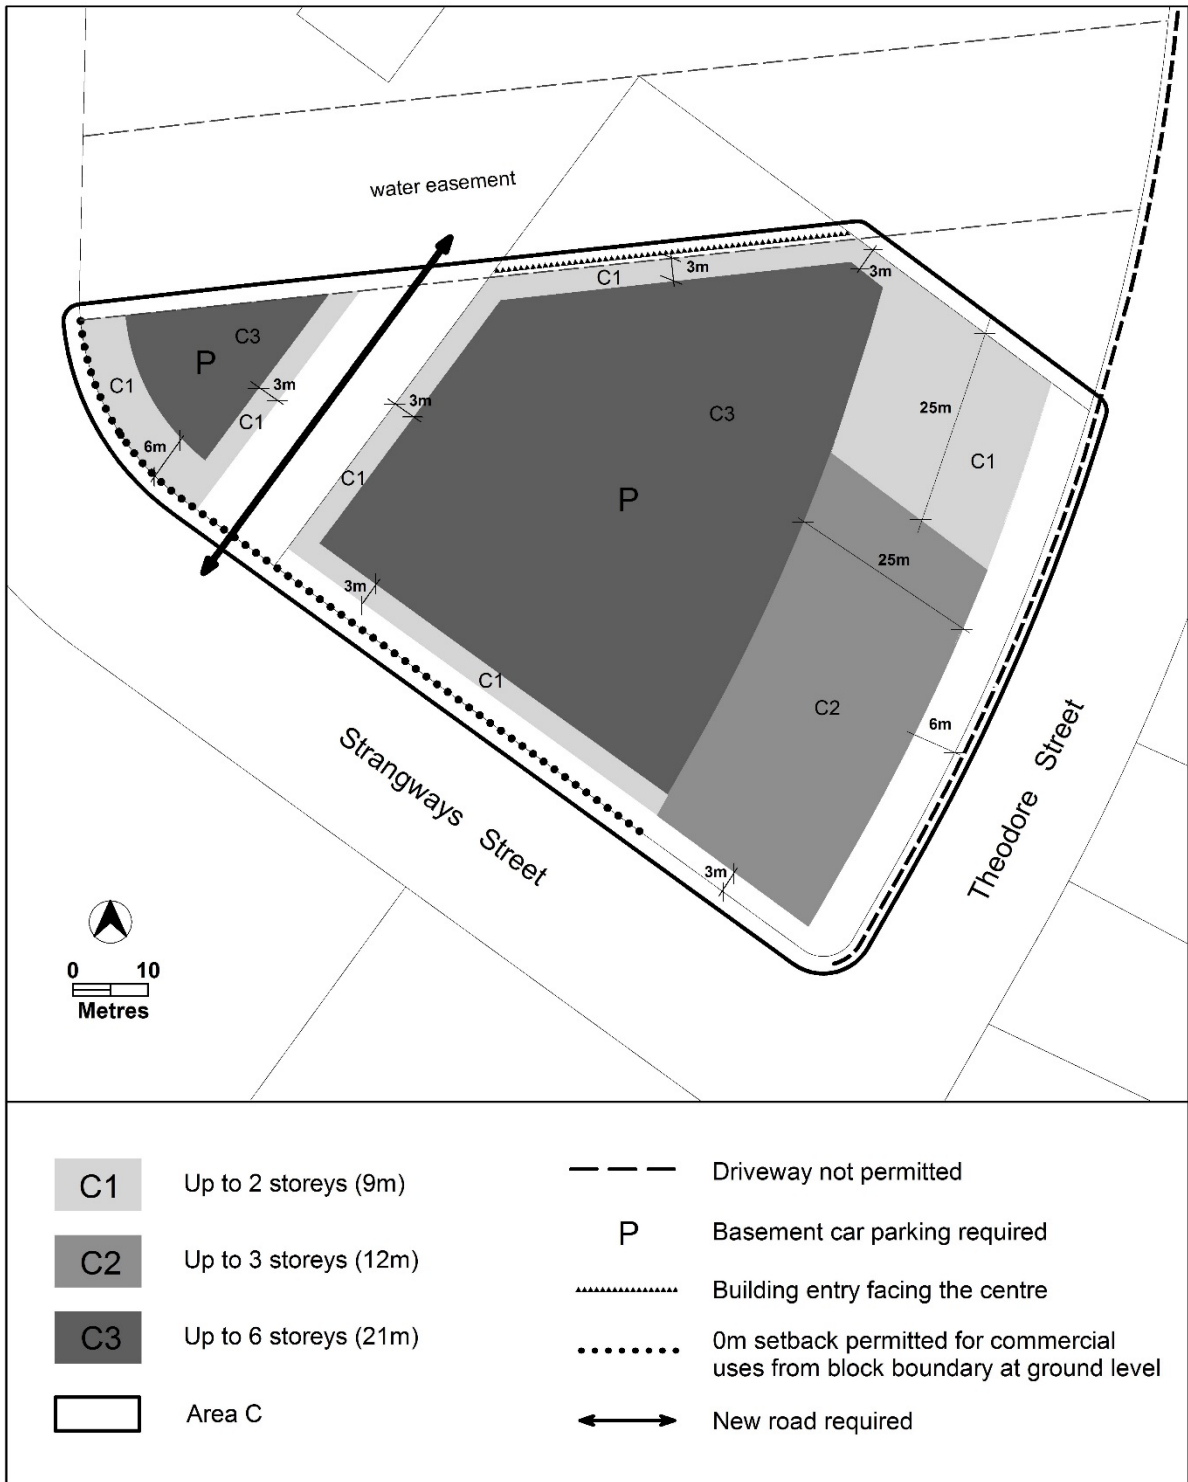 water easement
C1
3m
3m
C3
P
C1
3m
C1
6m
3m
C1
C3
P
25m
C1
25m
3m
C1
C2
6m
Strangways Street
Theodore Street
3m
0 10
Metres
C1 Up to 2 storeys (9m)
C2 Up to 3 storeys (12m)
C3 Up to 6 storeys (21m)
Area C
Driveway not permitted
P Basement car parking required
Building entry facing the centre
0m setback permitted for commercial
uses from block boundary at ground level
New road required